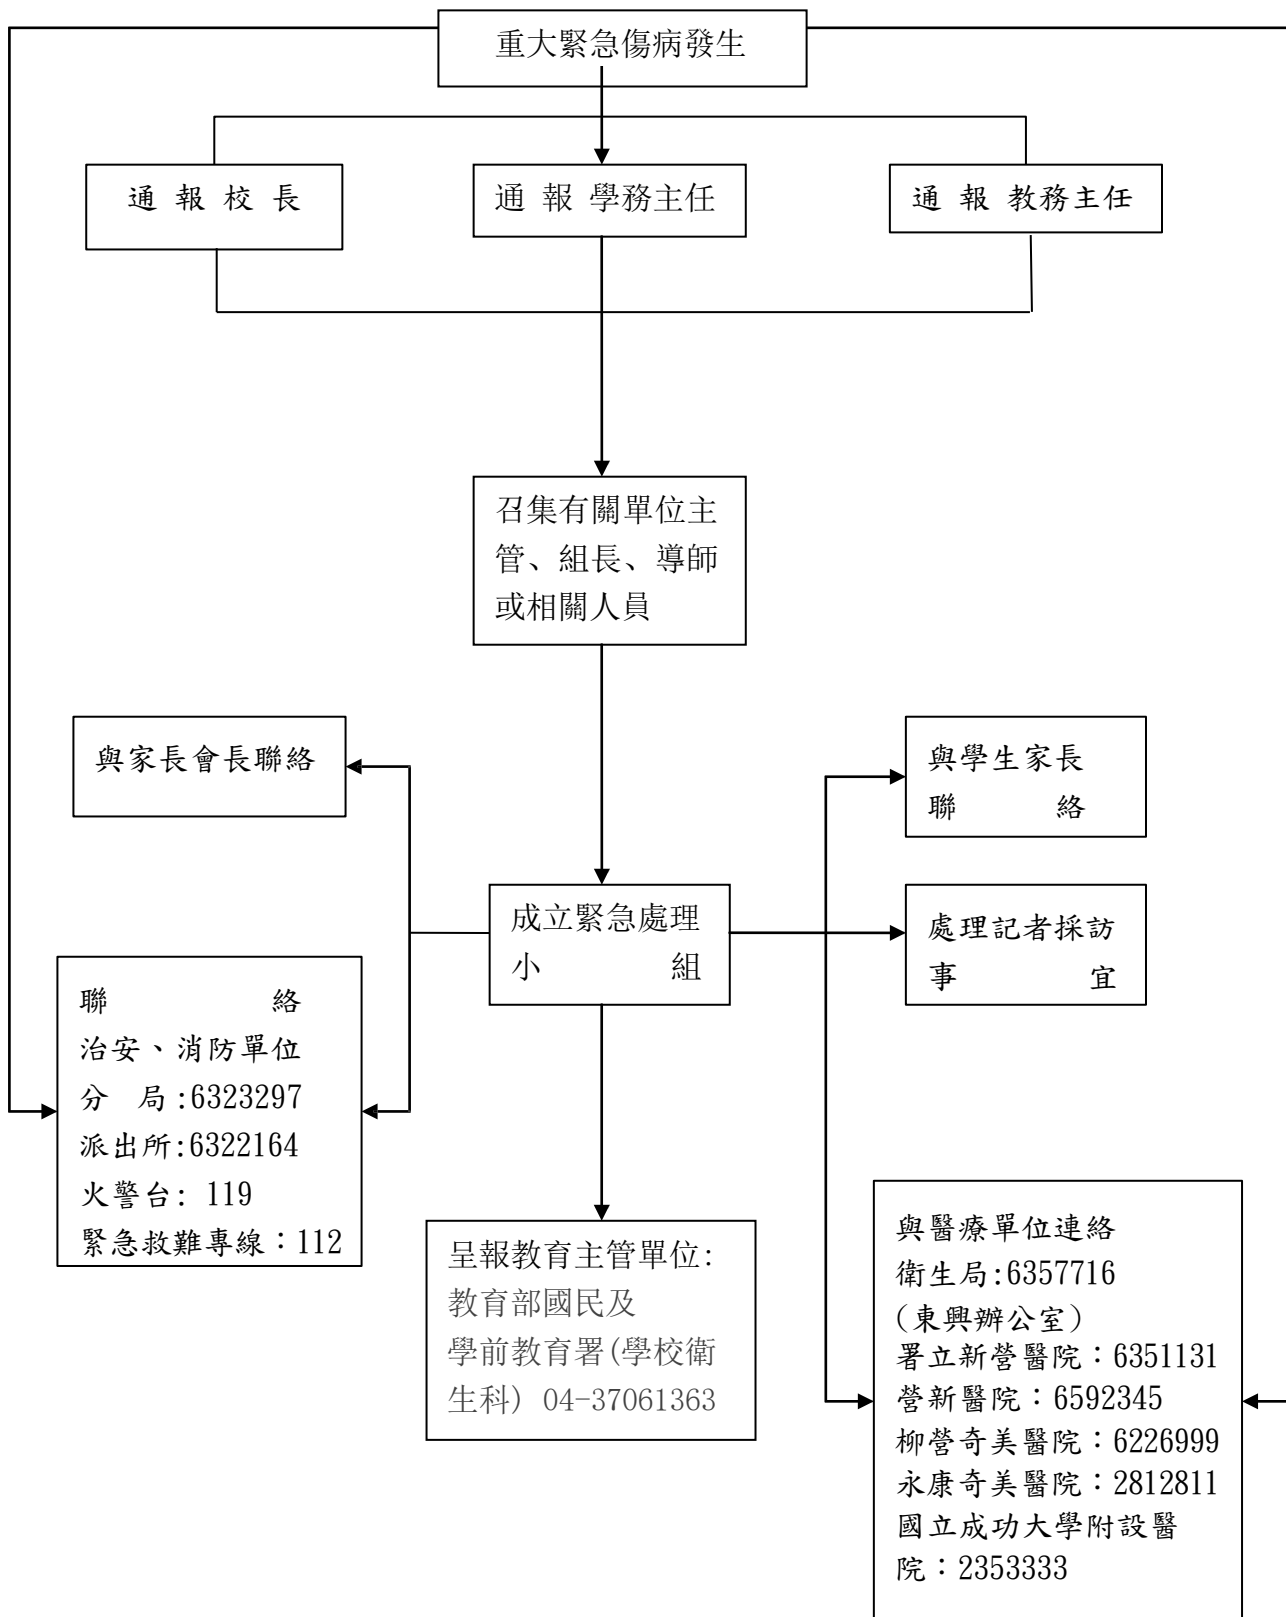 重大緊急傷病發生
通 報 校 長
通 報 學務主任
通 報 教務主任
召集有關單位主
管、組長、導師
或相關人員
與家長會長聯絡
與學生家長
聯 絡
成立緊急處理
小 組
處理記者採訪
事 宜
聯 絡
治安、消防單位
分 局:6323297
派出所:6322164
火警台: 119
緊急救難專線：112
呈報教育主管單位:
教育部國民及
學前教育署(學校衛
生科) 04-37061363
與醫療單位連絡
衛生局:6357716
(東興辦公室)
署立新營醫院：6351131
營新醫院：6592345
柳營奇美醫院：6226999
永康奇美醫院：2812811
國立成功大學附設醫
院：2353333